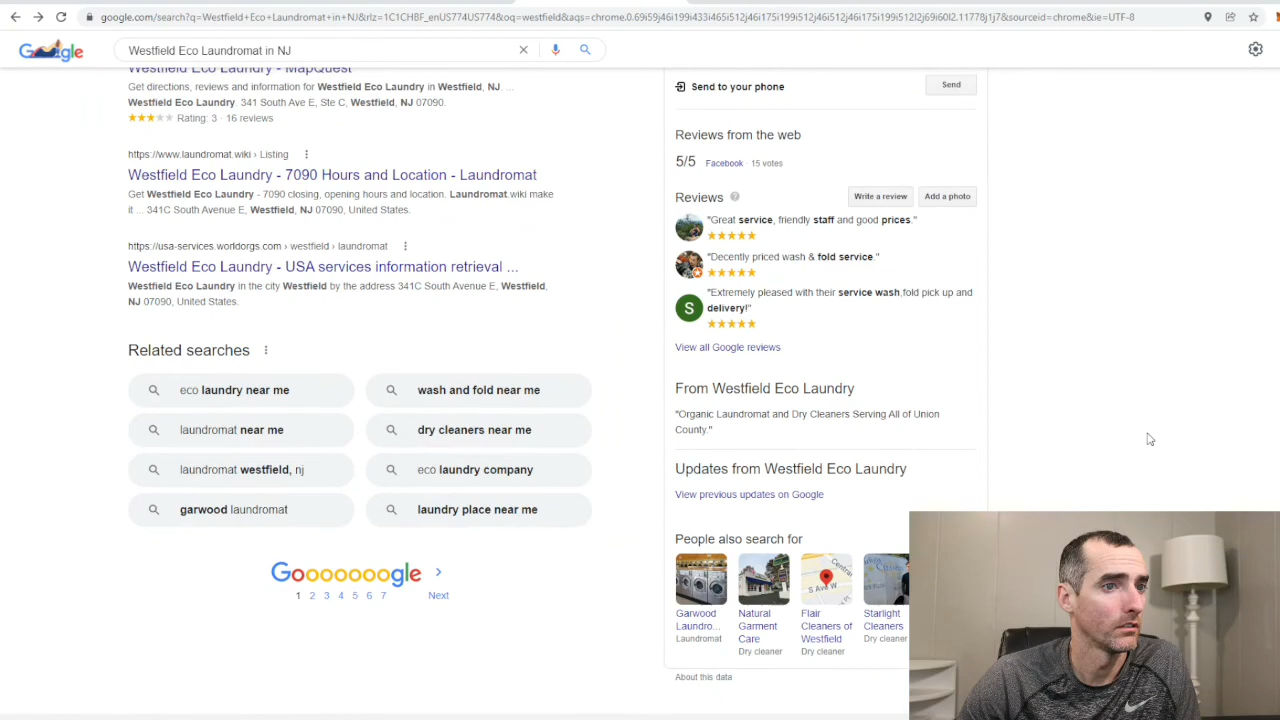 google.com/search?q=Westfield+Eco+Laundromat+in+NJ&rlz=1C1CHBF_enUS774US774&oq=westfield&aqs=chrome.0.69i59j46i199i433i465i512j46i175i199i512j46i512j46i175i199i512l2j69i60l2.11778j1j7&sourceid=chrome&ie=UTF-8
Google
Westfield Eco Laundromat in NJ
Westfield Eco Laundry - MapQuest
Get directions, reviews and information for Westfield Eco Laundry in Westfield, NJ. ...
Westfield Eco Laundry. 341 South Ave E, Ste C, Westfield, NJ 07090.
Rating: 3 · 16 reviews
https://www.laundromat.wiki › Listing
Westfield Eco Laundry - 7090 Hours and Location - Laundromat
Get Westfield Eco Laundry - 7090 closing, opening hours and location. Laundromat.wiki make
it ... 341C South Avenue E, Westfield, NJ 07090, United States.
https://usa-services.worldorgs.com › westfield › laundromat
Westfield Eco Laundry - USA services information retrieval ...
Westfield Eco Laundry in the city Westfield by the address 341C South Avenue E, Westfield,
NJ 07090, United States.
Related searches
eco laundry near me
wash and fold near me
laundromat near me
dry cleaners near me
laundromat westfield, nj
eco laundry company
garwood laundromat
laundry place near me
Gooooooogle
1 2 3 4 5 6 7 Next
Send to your phone
Send
Reviews from the web
5/5 Facebook · 15 votes
Reviews
Write a review
Add a photo
"Great service, friendly staff and good prices."
"Decently priced wash & fold service."
S
"Extremely pleased with their service wash,fold pick up and
delivery!"
View all Google reviews
From Westfield Eco Laundry
"Organic Laundromat and Dry Cleaners Serving All of Union
County."
Updates from Westfield Eco Laundry
View previous updates on Google
People also search for
Central
S Ave W
Garwood
Laundro...
Laundromat
Natural
Garment
Care
Dry cleaner
Flair
Cleaners of
Westfield
Dry cleaner
Starlight
Cleaners
Dry cleaner
About this data